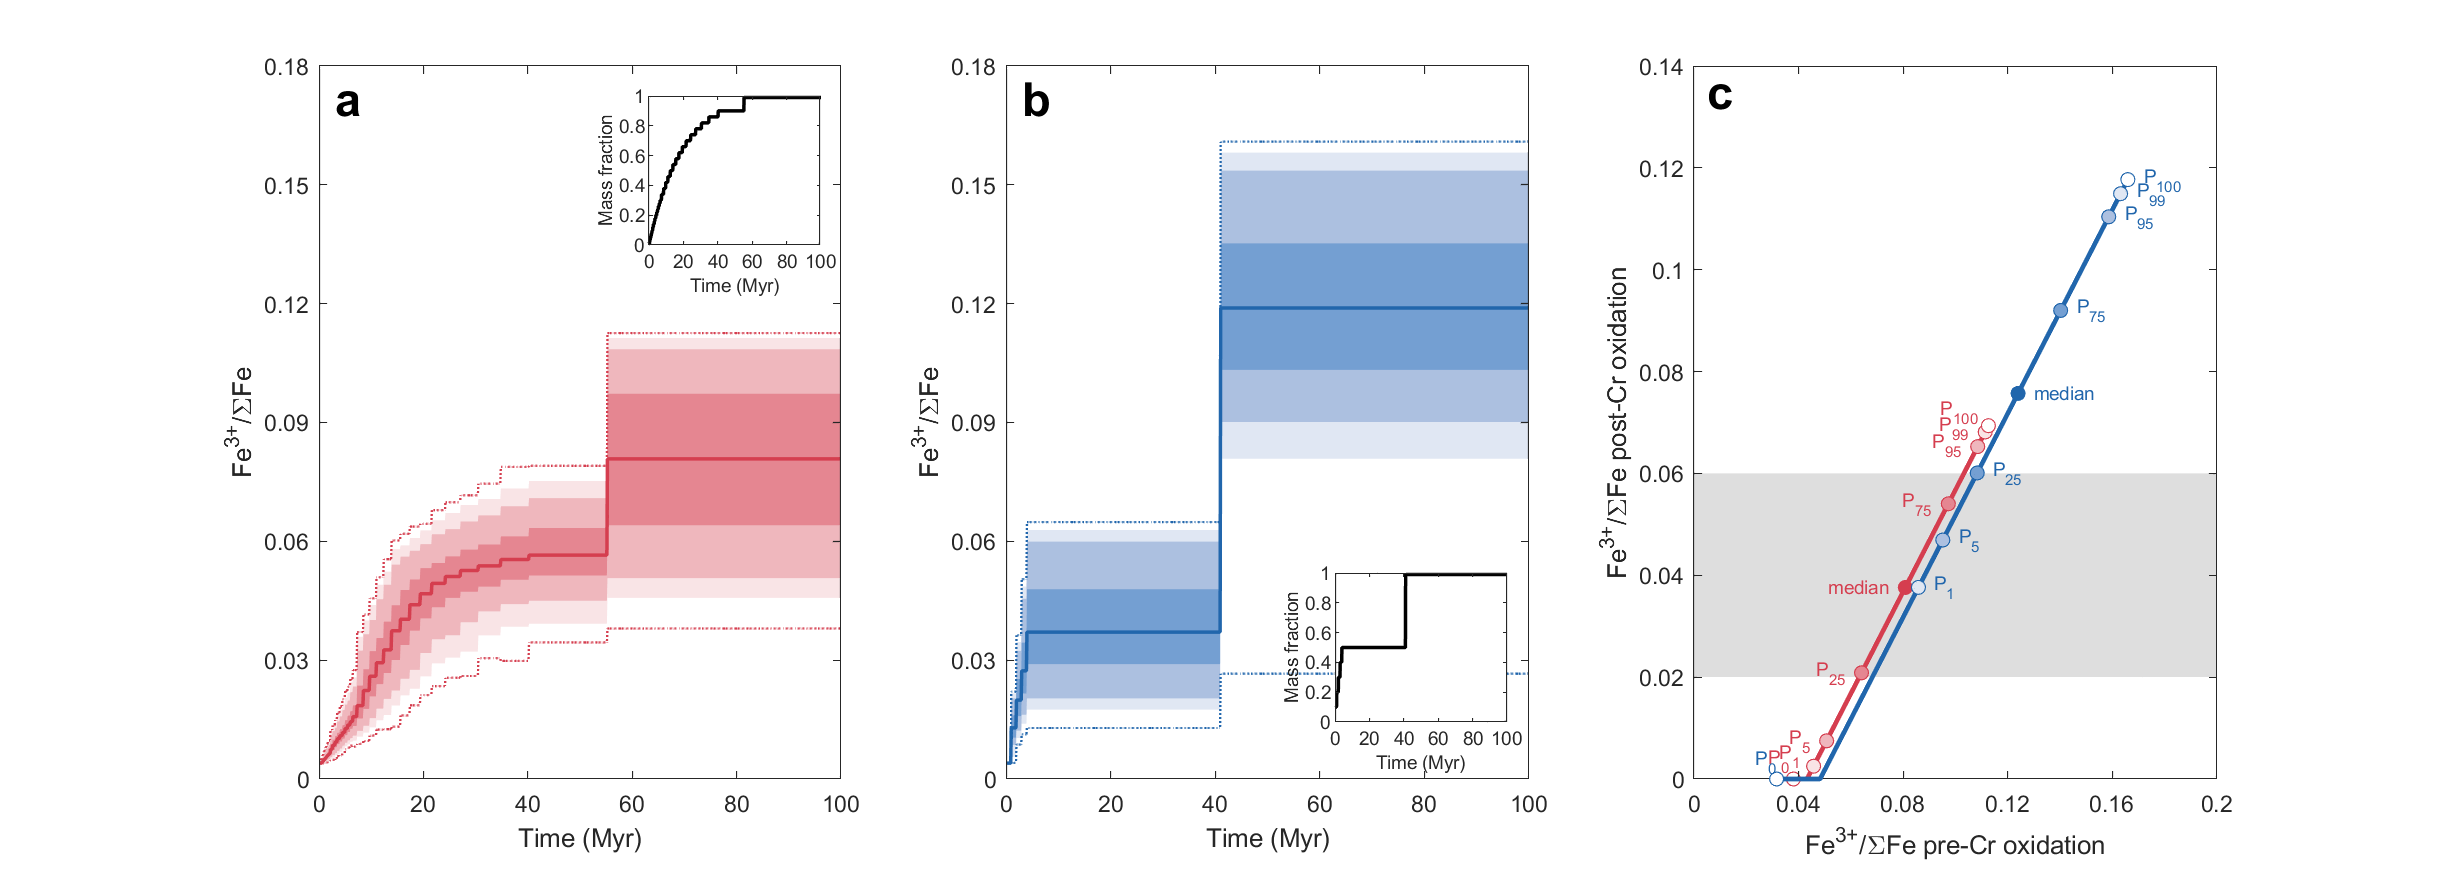 a
0.18
0.15
0.12
0.09
0.06
0.03
0
0 20 40 60 80 100
Fe3+/ΣFe
Time (Myr)
1
0.8
0.6
0.4
0.2
0
0 20 40 60 80 100
Mass fraction
Time (Myr)
b
0.18
0.15
0.12
0.09
0.06
0.03
0
0 20 40 60 80 100
Fe3+/ΣFe
Time (Myr)
1
0.8
0.6
0.4
0.2
0
0 20 40 60 80 100
Mass fraction
Time (Myr)
c
0.14
0.12
0.1
0.08
0.06
0.04
0.02
0
0 0.04 0.08 0.12 0.16 0.2
Fe3+/ΣFe post-Cr oxidation
Fe3+/ΣFe pre-Cr oxidation
P100
P99
P95
P75
median
P25
P5
P1
P0
P100
P99
P95
P75
median
P25
P5
P1
P0